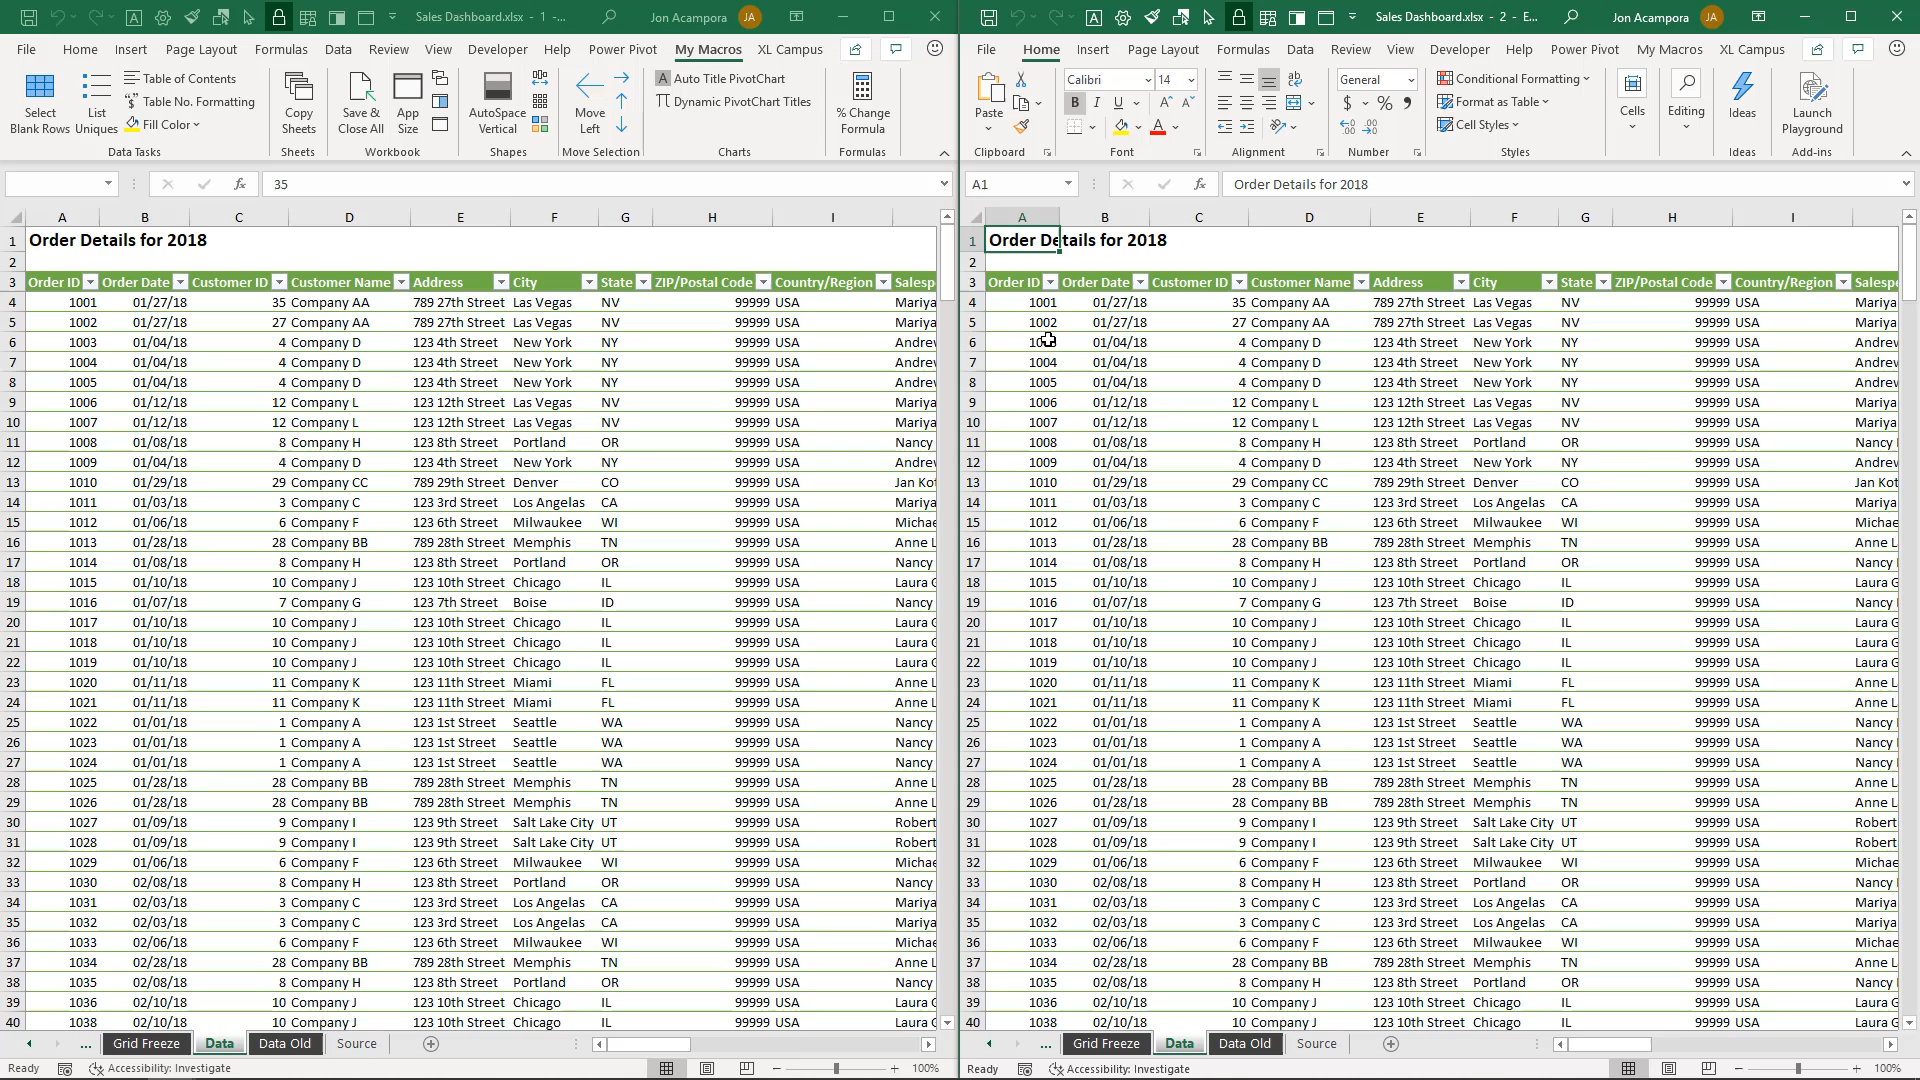 Sales Dashboard.xlsx - 1 -...
Jon Acampora
JA
File Home Insert Page Layout Formulas Data Review View Developer Help Power Pivot My Macros XL Campus
Select Blank Rows
List Uniques
Table of Contents
Table No. Formatting
Fill Color
Data Tasks
Copy Sheets
Sheets
Save & Close All
App Size
Workbook
AutoSpace Vertical
Shapes
Move Left
Move Selection
Auto Title PivotChart
Dynamic PivotChart Titles
Charts
% Change Formula
Formulas
fx 35
A B C D E F G H I
1 Order Details for 2018
2
3 Order ID Order Date Customer ID Customer Name Address City State ZIP/Postal Code Country/Region Salesp
4 1001 01/27/18 35 Company AA 789 27th Street Las Vegas NV 99999 USA Mariya
5 1002 01/27/18 27 Company AA 789 27th Street Las Vegas NV 99999 USA Mariya
6 1003 01/04/18 4 Company D 123 4th Street New York NY 99999 USA Andrew
7 1004 01/04/18 4 Company D 123 4th Street New York NY 99999 USA Andrew
8 1005 01/04/18 4 Company D 123 4th Street New York NY 99999 USA Andrew
9 1006 01/12/18 12 Company L 123 12th Street Las Vegas NV 99999 USA Mariya
10 1007 01/12/18 12 Company L 123 12th Street Las Vegas NV 99999 USA Mariya
11 1008 01/08/18 8 Company H 123 8th Street Portland OR 99999 USA Nancy
12 1009 01/04/18 4 Company D 123 4th Street New York NY 99999 USA Andrew
13 1010 01/29/18 29 Company CC 789 29th Street Denver CO 99999 USA Jan Kot
14 1011 01/03/18 3 Company C 123 3rd Street Los Angelas CA 99999 USA Mariya
15 1012 01/06/18 6 Company F 123 6th Street Milwaukee WI 99999 USA Michae
16 1013 01/28/18 28 Company BB 789 28th Street Memphis TN 99999 USA Anne L
17 1014 01/08/18 8 Company H 123 8th Street Portland OR 99999 USA Nancy
18 1015 01/10/18 10 Company J 123 10th Street Chicago IL 99999 USA Laura G
19 1016 01/07/18 7 Company G 123 7th Street Boise ID 99999 USA Nancy
20 1017 01/10/18 10 Company J 123 10th Street Chicago IL 99999 USA Laura G
21 1018 01/10/18 10 Company J 123 10th Street Chicago IL 99999 USA Laura G
22 1019 01/10/18 10 Company J 123 10th Street Chicago IL 99999 USA Laura G
23 1020 01/11/18 11 Company K 123 11th Street Miami FL 99999 USA Anne L
24 1021 01/11/18 11 Company K 123 11th Street Miami FL 99999 USA Anne L
25 1022 01/01/18 1 Company A 123 1st Street Seattle WA 99999 USA Nancy
26 1023 01/01/18 1 Company A 123 1st Street Seattle WA 99999 USA Nancy
27 1024 01/01/18 1 Company A 123 1st Street Seattle WA 99999 USA Nancy
28 1025 01/28/18 28 Company BB 789 28th Street Memphis TN 99999 USA Anne L
29 1026 01/28/18 28 Company BB 789 28th Street Memphis TN 99999 USA Anne L
30 1027 01/09/18 9 Company I 123 9th Street Salt Lake City UT 99999 USA Robert
31 1028 01/09/18 9 Company I 123 9th Street Salt Lake City UT 99999 USA Robert
32 1029 01/06/18 6 Company F 123 6th Street Milwaukee WI 99999 USA Michae
33 1030 02/08/18 8 Company H 123 8th Street Portland OR 99999 USA Nancy
34 1031 02/03/18 3 Company C 123 3rd Street Los Angelas CA 99999 USA Mariya
35 1032 02/03/18 3 Company C 123 3rd Street Los Angelas CA 99999 USA Mariya
36 1033 02/06/18 6 Company F 123 6th Street Milwaukee WI 99999 USA Michae
37 1034 02/28/18 28 Company BB 789 28th Street Memphis TN 99999 USA Anne L
38 1035 02/08/18 8 Company H 123 8th Street Portland OR 99999 USA Nancy
39 1036 02/10/18 10 Company J 123 10th Street Chicago IL 99999 USA Laura G
40 1038 02/10/18 10 Company J 123 10th Street Chicago IL 99999 USA Laura G
... Grid Freeze Data Data Old Source
Ready Accessibility: Investigate 100%
Sales Dashboard.xlsx - 2 - E...
Jon Acampora
JA
File Home Insert Page Layout Formulas Data Review View Developer Help Power Pivot My Macros XL Campus
Paste
Clipboard
Calibri 14
B I U
Font
Alignment
General
$ % ,
Number
Conditional Formatting
Format as Table
Cell Styles
Styles
Cells
Editing
Ideas
Ideas
Launch Playground
Add-ins
A1 fx Order Details for 2018
A B C D E F G H I
1 Order Details for 2018
2
3 Order ID Order Date Customer ID Customer Name Address City State ZIP/Postal Code Country/Region Salespe
4 1001 01/27/18 35 Company AA 789 27th Street Las Vegas NV 99999 USA Mariya
5 1002 01/27/18 27 Company AA 789 27th Street Las Vegas NV 99999 USA Mariya
6 01/04/18 4 Company D 123 4th Street New York NY 99999 USA Andrew
7 1004 01/04/18 4 Company D 123 4th Street New York NY 99999 USA Andrew
8 1005 01/04/18 4 Company D 123 4th Street New York NY 99999 USA Andrew
9 1006 01/12/18 12 Company L 123 12th Street Las Vegas NV 99999 USA Mariya
10 1007 01/12/18 12 Company L 123 12th Street Las Vegas NV 99999 USA Mariya
11 1008 01/08/18 8 Company H 123 8th Street Portland OR 99999 USA Nancy
12 1009 01/04/18 4 Company D 123 4th Street New York NY 99999 USA Andrew
13 1010 01/29/18 29 Company CC 789 29th Street Denver CO 99999 USA Jan Kot
14 1011 01/03/18 3 Company C 123 3rd Street Los Angelas CA 99999 USA Mariya
15 1012 01/06/18 6 Company F 123 6th Street Milwaukee WI 99999 USA Michae
16 1013 01/28/18 28 Company BB 789 28th Street Memphis TN 99999 USA Anne L
17 1014 01/08/18 8 Company H 123 8th Street Portland OR 99999 USA Nancy
18 1015 01/10/18 10 Company J 123 10th Street Chicago IL 99999 USA Laura G
19 1016 01/07/18 7 Company G 123 7th Street Boise ID 99999 USA Nancy
20 1017 01/10/18 10 Company J 123 10th Street Chicago IL 99999 USA Laura G
21 1018 01/10/18 10 Company J 123 10th Street Chicago IL 99999 USA Laura G
22 1019 01/10/18 10 Company J 123 10th Street Chicago IL 99999 USA Laura G
23 1020 01/11/18 11 Company K 123 11th Street Miami FL 99999 USA Anne L
24 1021 01/11/18 11 Company K 123 11th Street Miami FL 99999 USA Anne L
25 1022 01/01/18 1 Company A 123 1st Street Seattle WA 99999 USA Nancy
26 1023 01/01/18 1 Company A 123 1st Street Seattle WA 99999 USA Nancy
27 1024 01/01/18 1 Company A 123 1st Street Seattle WA 99999 USA Nancy
28 1025 01/28/18 28 Company BB 789 28th Street Memphis TN 99999 USA Anne L
29 1026 01/28/18 28 Company BB 789 28th Street Memphis TN 99999 USA Anne L
30 1027 01/09/18 9 Company I 123 9th Street Salt Lake City UT 99999 USA Robert
31 1028 01/09/18 9 Company I 123 9th Street Salt Lake City UT 99999 USA Robert
32 1029 01/06/18 6 Company F 123 6th Street Milwaukee WI 99999 USA Michae
33 1030 02/08/18 8 Company H 123 8th Street Portland OR 99999 USA Nancy
34 1031 02/03/18 3 Company C 123 3rd Street Los Angelas CA 99999 USA Mariya
35 1032 02/03/18 3 Company C 123 3rd Street Los Angelas CA 99999 USA Mariya
36 1033 02/06/18 6 Company F 123 6th Street Milwaukee WI 99999 USA Michae
37 1034 02/28/18 28 Company BB 789 28th Street Memphis TN 99999 USA Anne L
38 1035 02/08/18 8 Company H 123 8th Street Portland OR 99999 USA Nancy
39 1036 02/10/18 10 Company J 123 10th Street Chicago IL 99999 USA Laura G
40 1038 02/10/18 10 Company J 123 10th Street Chicago IL 99999 USA Laura G
... Grid Freeze Data Data Old Source
Ready Accessibility: Investigate 100%